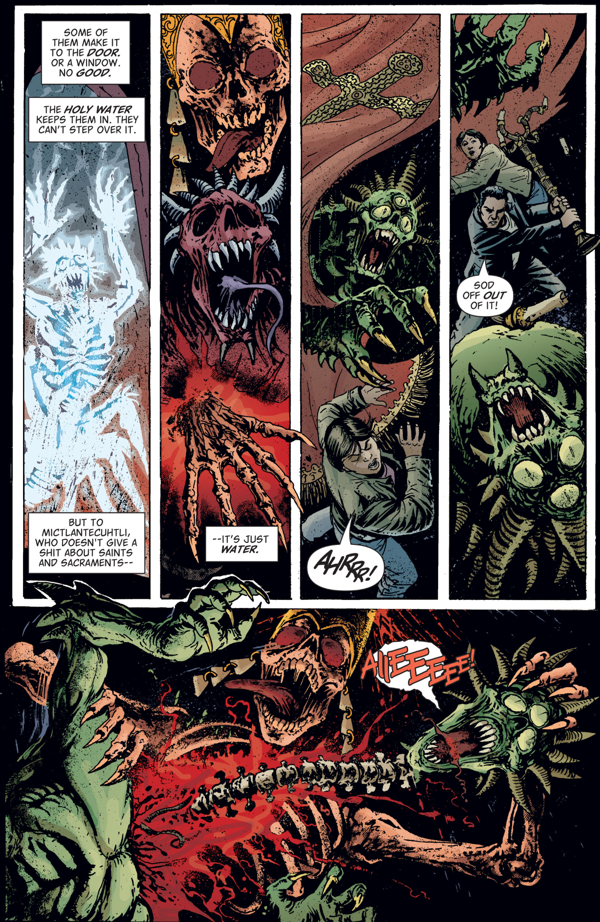 SOME OF
THEM MAKE IT
TO THE DOOR.
OR A WINDOW.
NO GOOD.
THE HOLY WATER
KEEPS THEM IN. THEY
CAN'T STEP OVER IT.
BUT TO
MICTLANTECUHTLI,
WHO DOESN'T GIVE A
SHIT ABOUT SAINTS
AND SACRAMENTS--
--IT'S JUST
WATER.
AHRRR!
SOD
OFF OUT
OF IT!
AIIEEEEEEE!